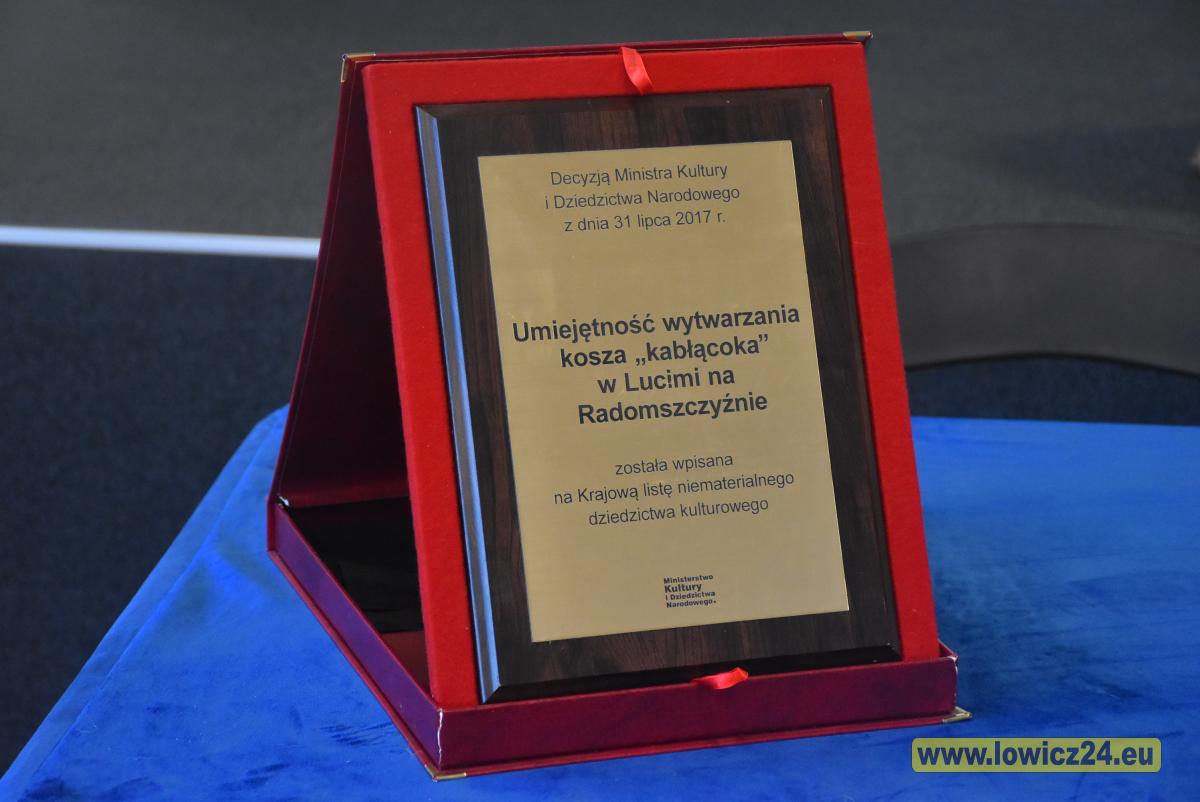 Decyzją Ministra Kultury
i Dziedzictwa Narodowego
z dnia 31 lipca 2017 r.
Umiejętność wytwarzania
kosza „kabłącoka”
w Lucimi na
Radomszczyźnie
została wpisana
na Krajową listę niematerialnego
dziedzictwa kulturowego
Ministerstwo
Kultury
i Dziedzictwa
Narodowego.
www.lowicz24.eu